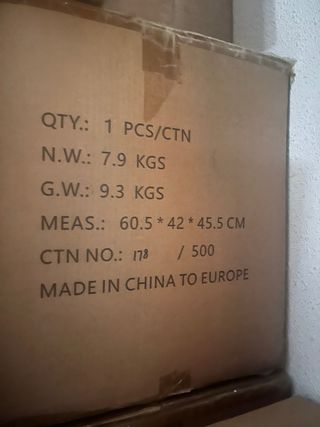 QTY.: 1 PCS/CTN
N.W.: 7.9 KGS
G.W.: 9.3 KGS
MEAS.: 60.5 * 42 * 45.5 CM
CTN NO.: 178 / 500
MADE IN CHINA TO EUROPE